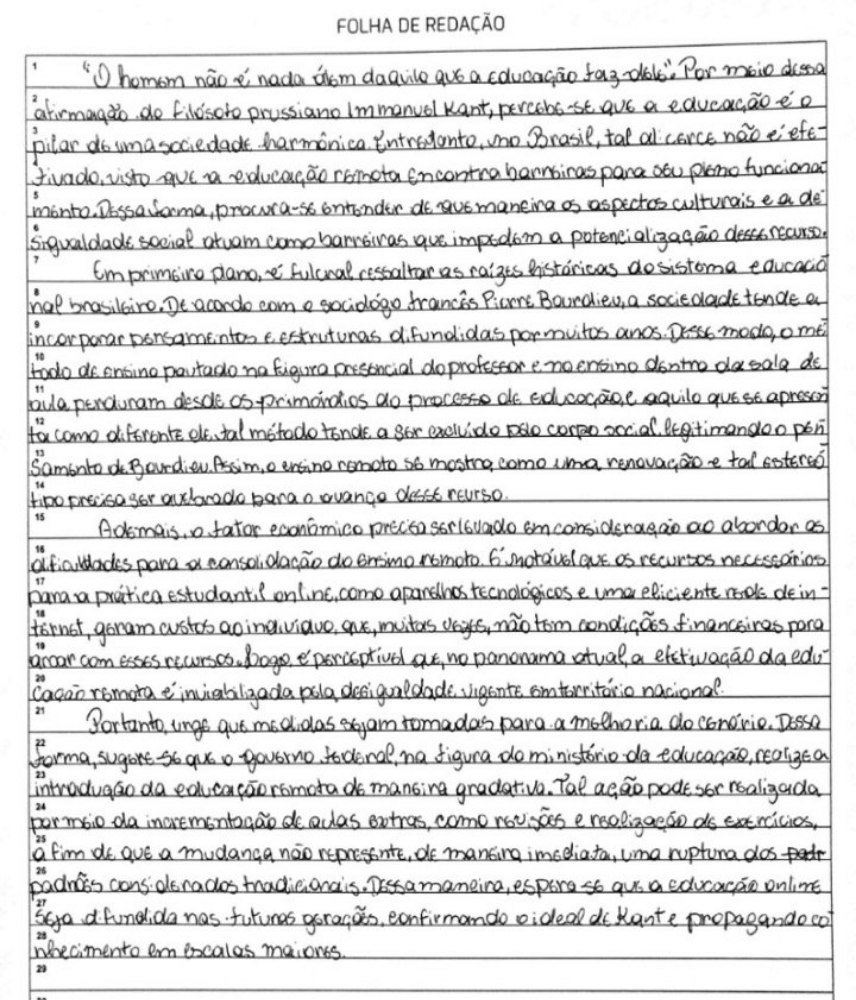 FOLHA DE REDAÇÃO
1 "O homem não é nada além daquilo que a educação faz dele". Por meio dessa
2 afirmação do filósofo prussiano Immanuel Kant, percebe-se que a educação é o
3 pilar de uma sociedade harmônica. Entretanto, no Brasil, tal alicerce não é efe-
tivado, visto que a educação remota encontra barreiras para seu pleno funciona
5 mento. Dessa forma, procura-se entender de que maneira os aspectos culturais e a de
6 sigualdade social atuam como barreiras que impedem a potencialização desse recurso.
7 Em primeiro plano, é fulcral ressaltar as raízes históricas do sistema educacio
8 nal brasileiro. De acordo com o sociólogo francês Pierre Bourdieu, a sociedade tende a
9 incorporar pensamentos e estruturas difundidas por muitos anos. Desse modo, o mé
10 todo de ensino pautado na figura presencial do professor e no ensino dentro da sala de
11 aula perduram desde os primórdios do processo de educação, e aquilo que se apresen
12 ta como diferente de tal método tende a ser excluído pelo corpo social, legitimando o pen
13 samento de Bourdieu. Assim, o ensino remoto se mostra como uma renovação e tal estereó
14 tipo precisa ser quebrado para o avanço desse recurso.
15 Ademais, o fator econômico precisa ser levado em consideração ao abordar as
16 dificuldades para a consolidação do ensino remoto. É notável que os recursos necessários
17 para a prática estudantil online, como aparelhos tecnológicos e uma eficiente rede de in-
18 ternet, geram custos ao indivíduo, que, muitas vezes, não tem condições financeiras para
19 arcar com esses recursos. Logo é perceptível que, no panorama atual, a efetivação da edu-
20 cação remota é inviabilizada pela desigualdade vigente em território nacional.
21 Portanto, urge que medidas sejam tomadas para a melhoria do cenário. Dessa
22 forma, sugere-se que o governo federal, na figura do ministério da educação, realize a
23 introdução da educação remota de maneira gradativa. Tal ação pode ser realizada
24 por meio da incrementação de aulas extras, como revisões e realização de exercícios,
25 a fim de que a mudança não represente, de maneira imediata, uma ruptura dos padr
26 padrões considerados tradicionais. Dessa maneira, espera-se que a educação online
27 seja difundida nas futuras gerações, confirmando o ideal de Kant e propagando co
28 nhecimento em escalas maiores.
29